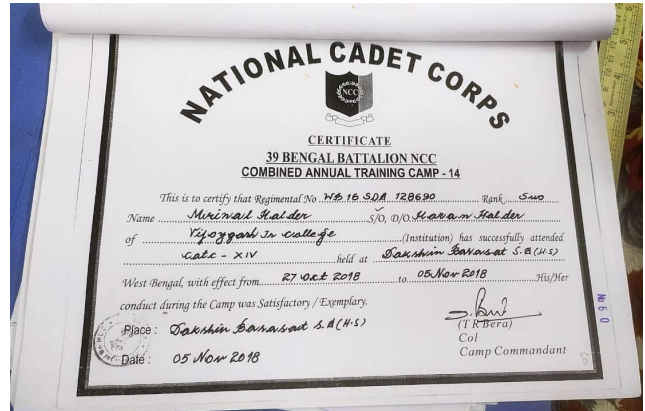 NATIONAL CADET CORPS
NCC
CERTIFICATE
39 BENGAL BATTALION NCC
COMBINED ANNUAL TRAINING CAMP - 14
This is to certify that Regimental No WB 16 SDA 128690 Rank Suo
Name Mrinail Halder S/O, D/O Haran Halder
of Vijoygarh Jr College (Institution) has successfully attended
Catc - XIV held at Dakshin Barasat S.A (H.S)
West Bengal, with effect from 27 Oct 2018 to 05 Nov 2018 His/Her
conduct during the Camp was Satisfactory / Exemplary.
Place : Dakshin Barasat S.A (H.S)
(T R Bera)
Col
Date : 05 Nov 2018
Camp Commandant